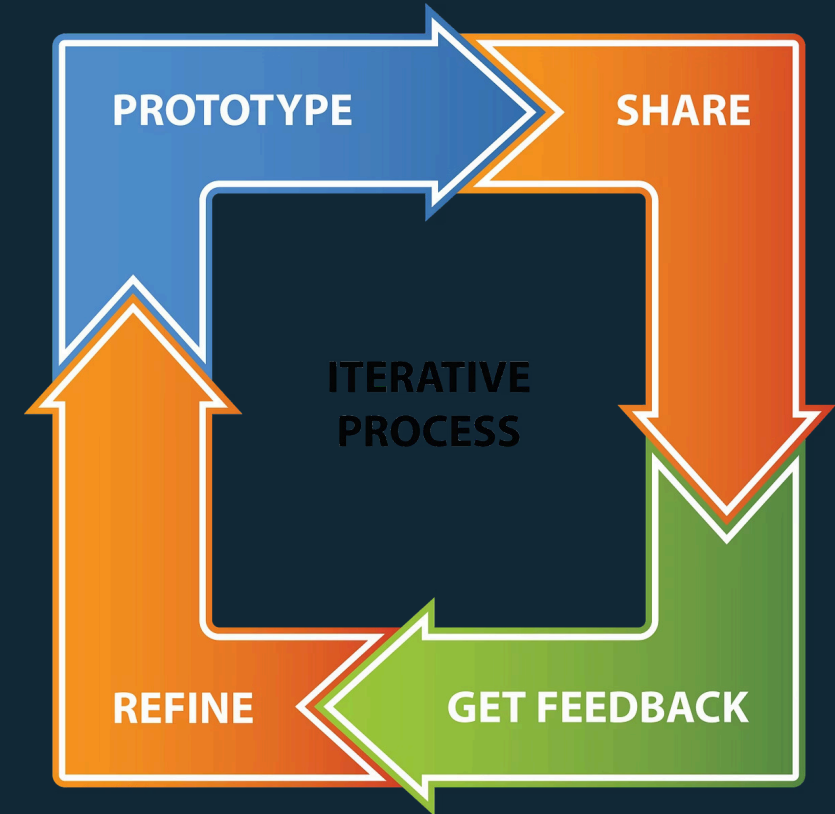 PROTOTYPE
SHARE
ITERATIVE
PROCESS
REFINE
GET FEEDBACK